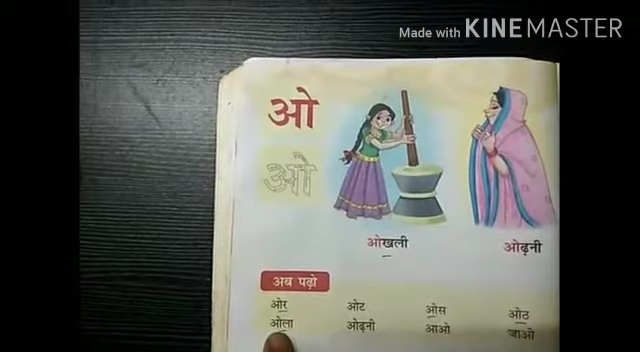 Made with KINEMASTER
ओ
ओ
ओखली ओढ़नी
अब पढ़ो
ओर ओट ओस ओठ
ओला ओढ़नी आओ जाओ